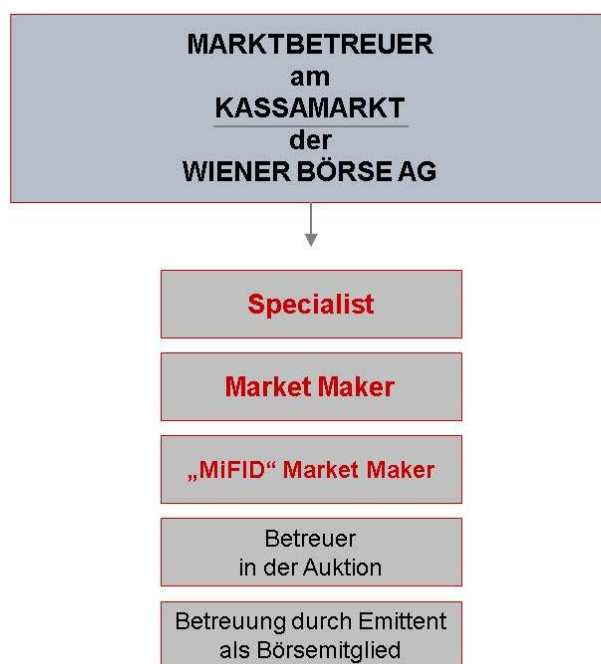 MARKTBETREUER
am
KASSAMARKT
der
WIENER BÖRSE AG
Specialist
Market Maker
„MiFID“ Market Maker
Betreuer
in der Auktion
Betreuung durch Emittent
als Börsemitglied